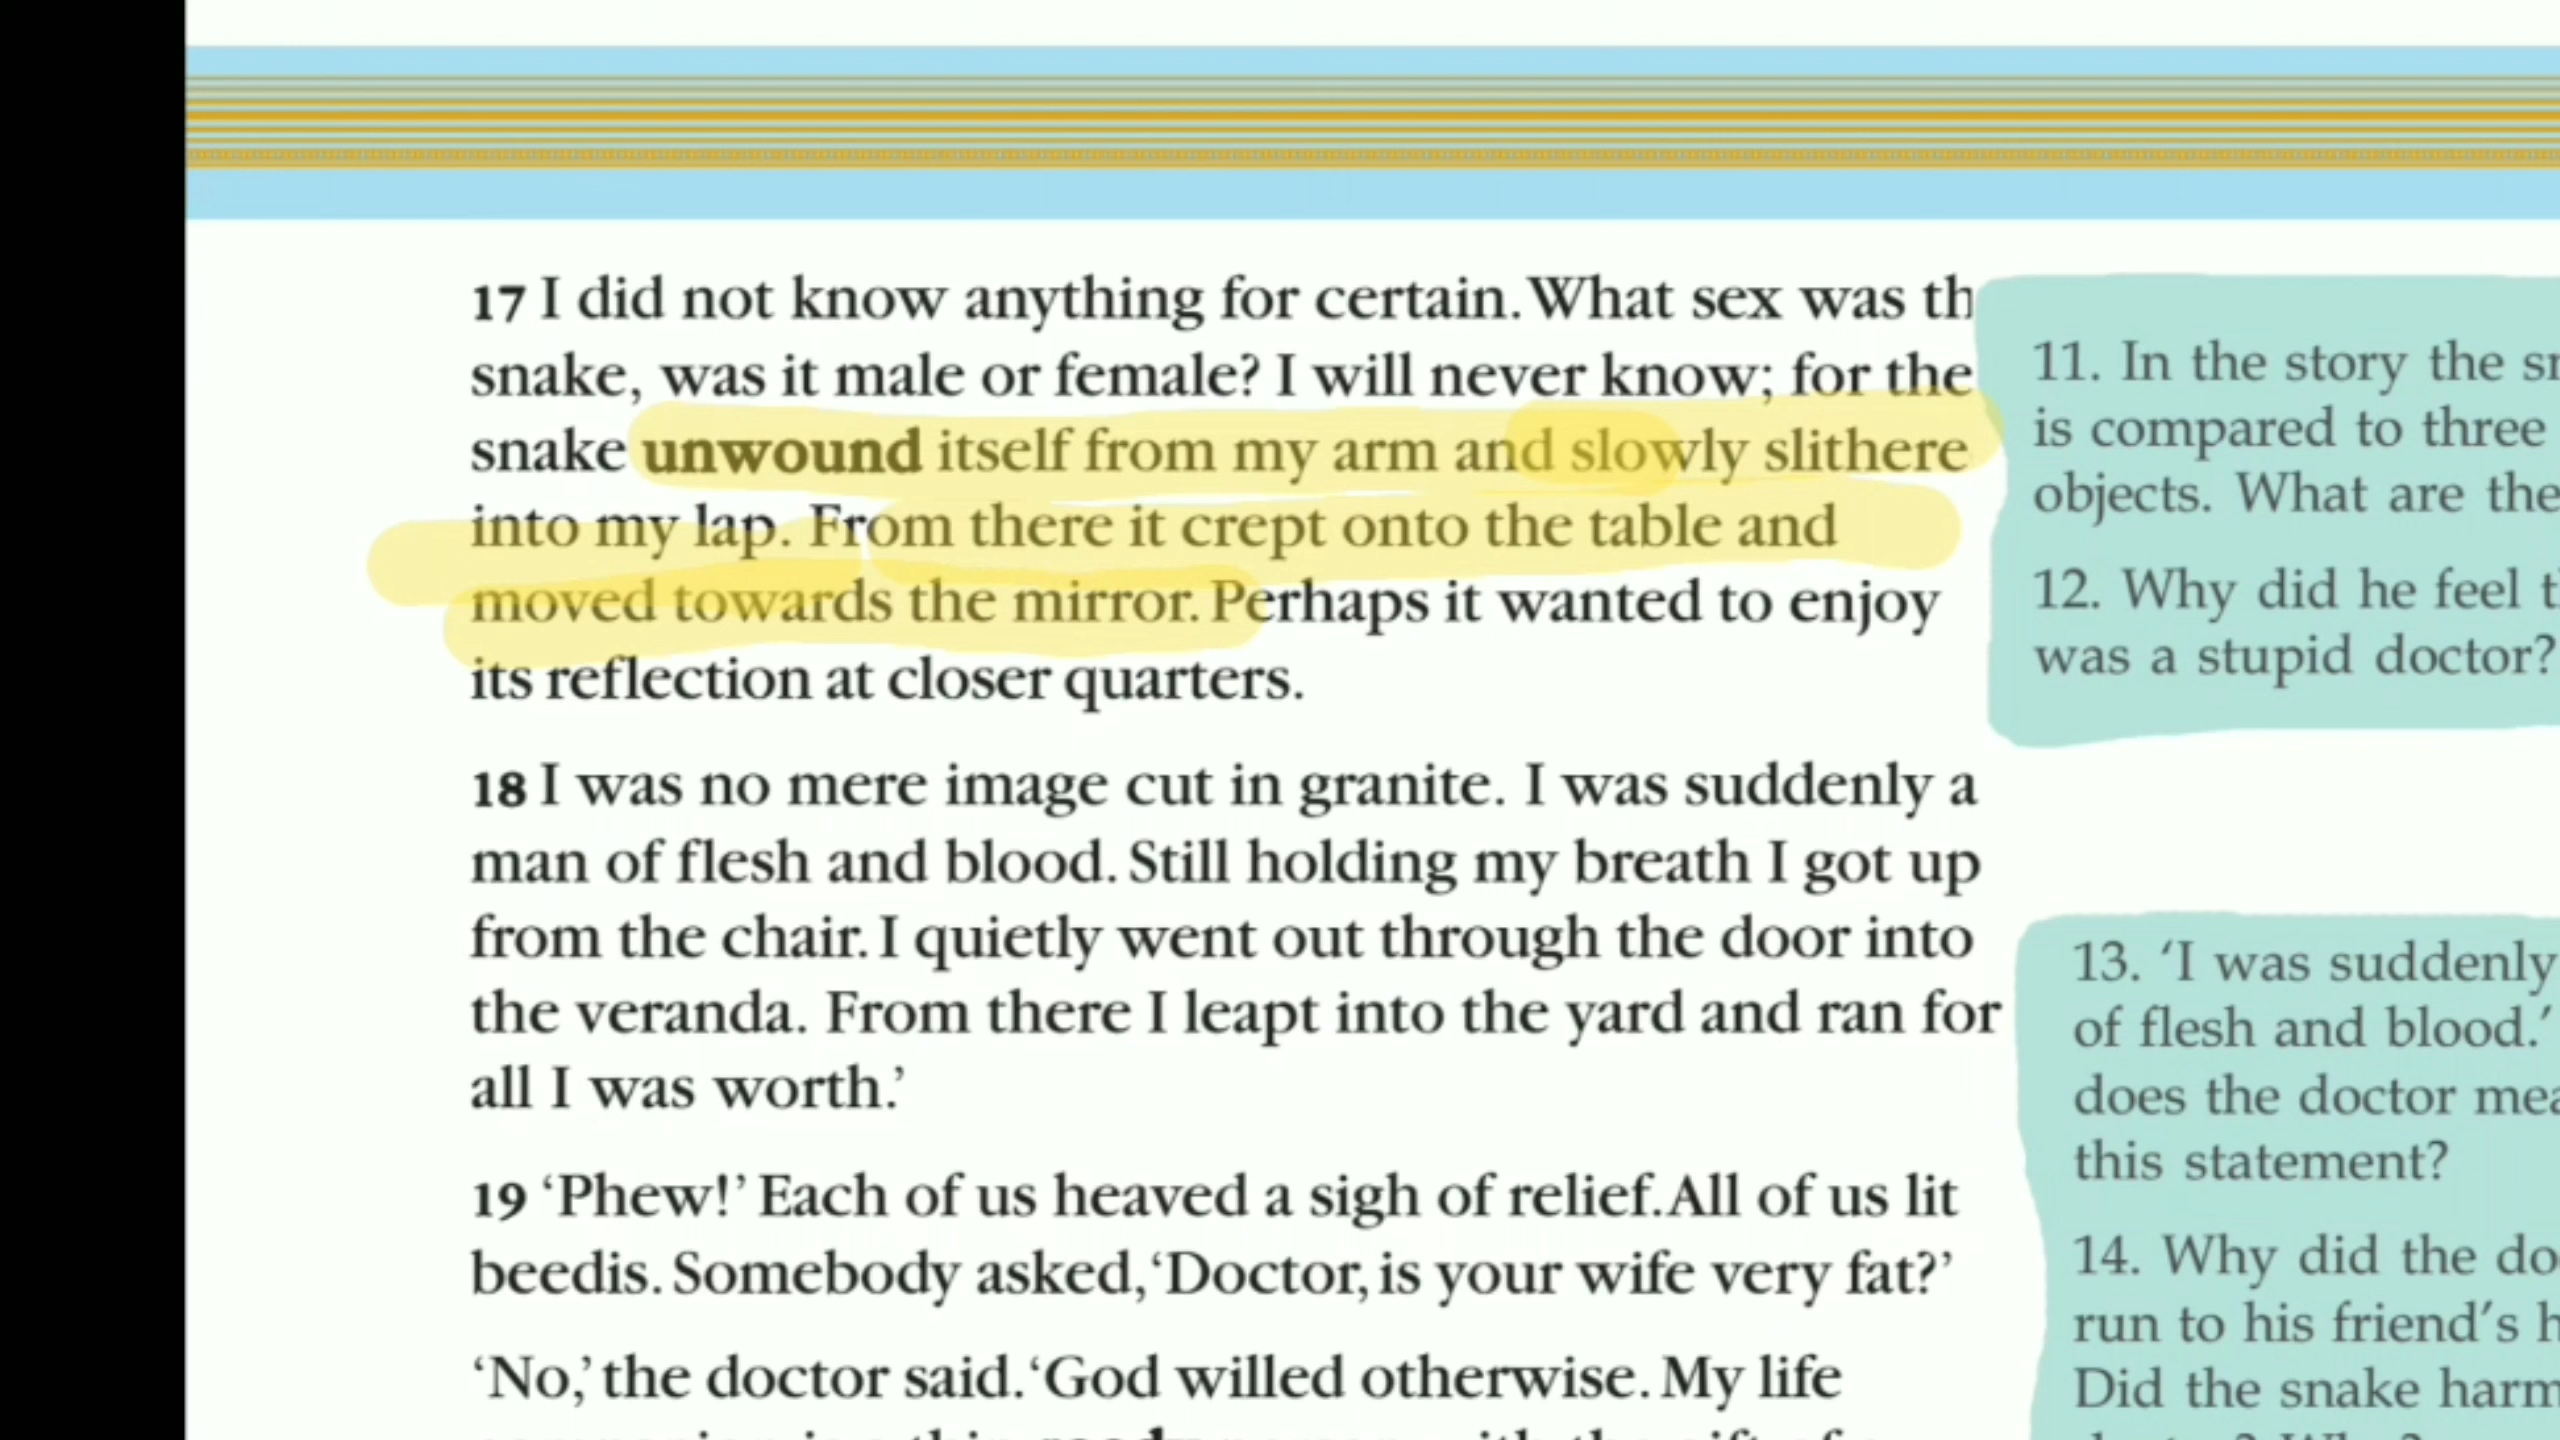 17 I did not know anything for certain. What sex was th
snake, was it male or female? I will never know; for the
snake unwound itself from my arm and slowly slithere
into my lap. From there it crept onto the table and
moved towards the mirror. Perhaps it wanted to enjoy
its reflection at closer quarters.
18 I was no mere image cut in granite. I was suddenly a
man of flesh and blood. Still holding my breath I got up
from the chair. I quietly went out through the door into
the veranda. From there I leapt into the yard and ran for
all I was worth.’
19 ‘Phew!’ Each of us heaved a sigh of relief. All of us lit
beedis. Somebody asked, ‘Doctor, is your wife very fat?’
‘No,’ the doctor said. ‘God willed otherwise. My life
11. In the story the sn
is compared to three
objects. What are the
12. Why did he feel t
was a stupid doctor?
13. ‘I was suddenly
of flesh and blood.’
does the doctor mea
this statement?
14. Why did the do
run to his friend’s h
Did the snake harm